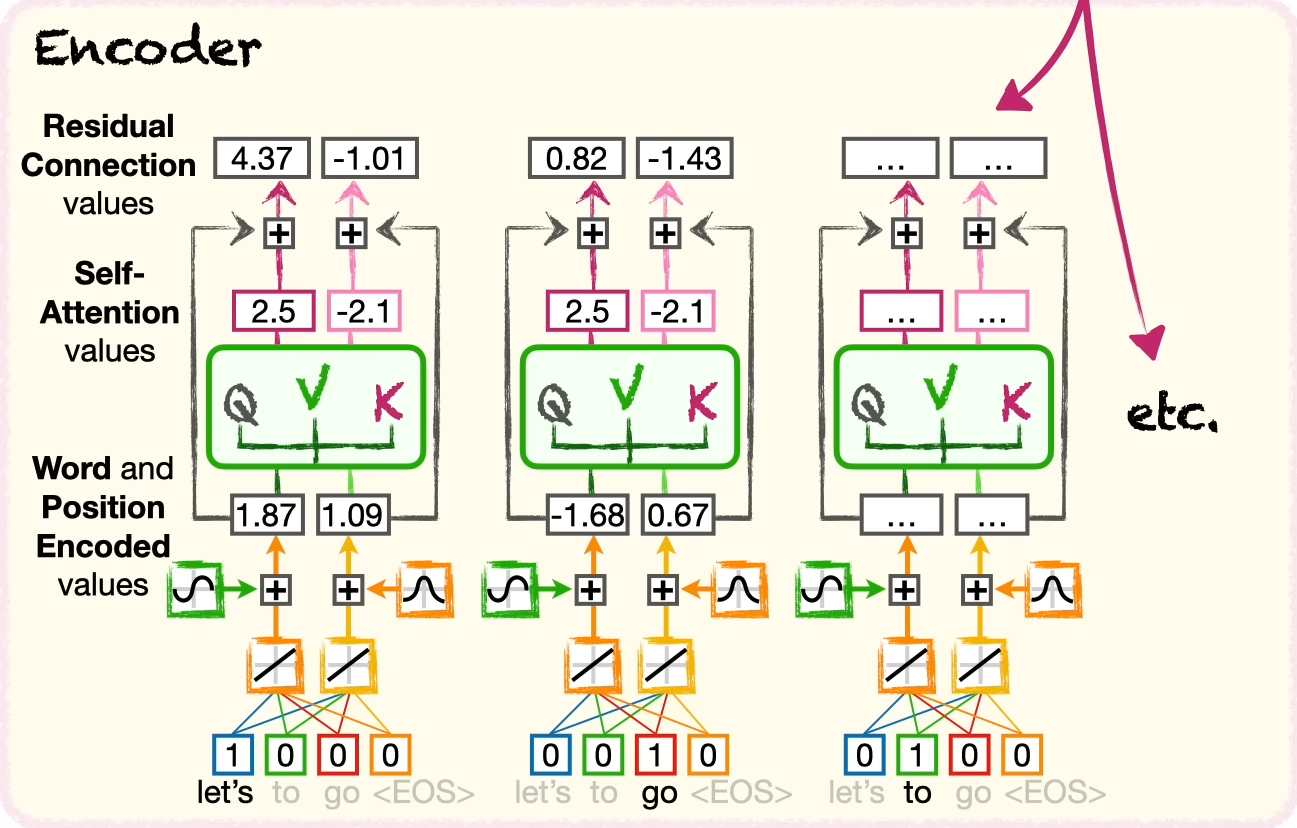 Encoder
Residual
Connection
values
4.37 -1.01 0.82 -1.43 ... ...
+ + + + + +
Self-
Attention
values
2.5 -2.1 2.5 -2.1 ... ...
Q V K Q V K Q V K
etc.
Word and
Position
Encoded
values
1.87 1.09 -1.68 0.67 ... ...
+ + + + + +
1 0 0 0 0 0 1 0 0 1 0 0
let's to go <EOS> let's to go <EOS> let's to go <EOS>